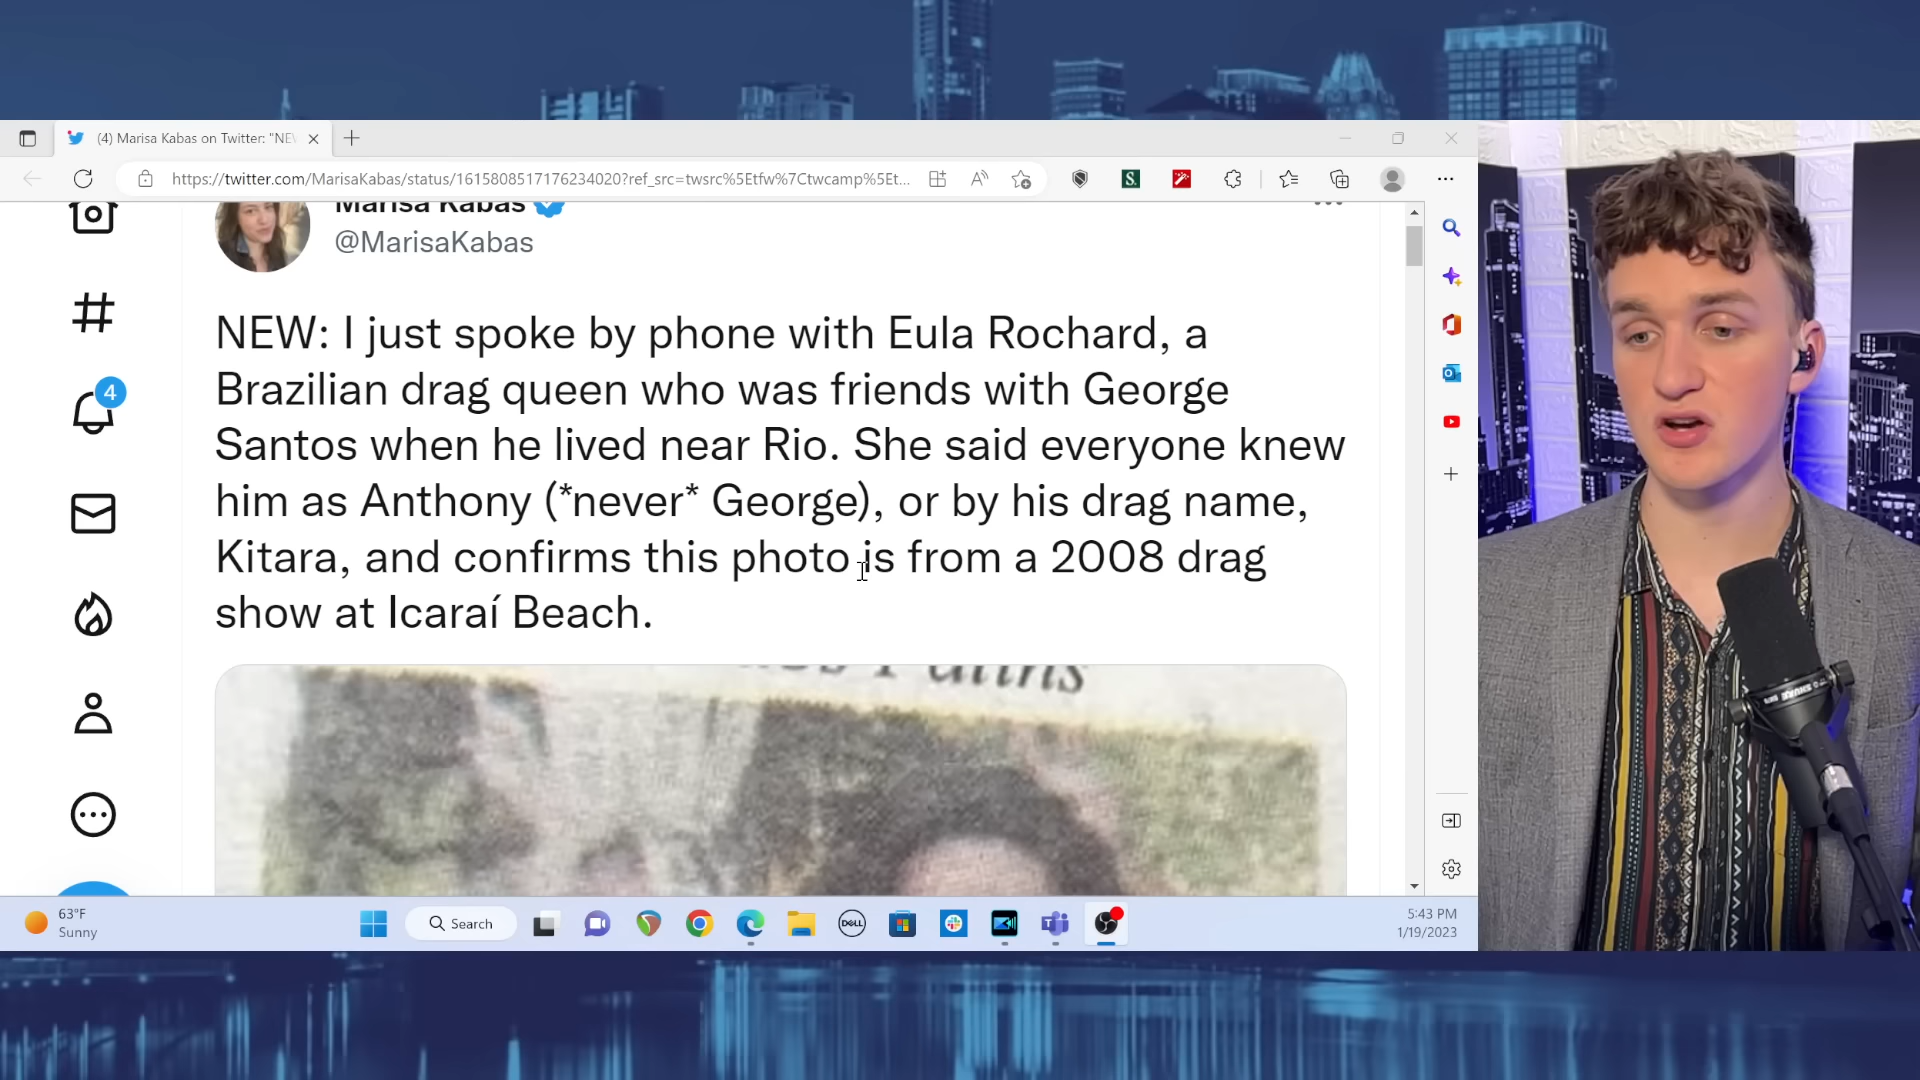 (4) Marisa Kabas on Twitter: "NE
https://twitter.com/MarisaKabas/status/1615808517176234020?ref_src=twsrc%5Etfw%7Ctwcamp%5Et...
Marisa Kabas
@MarisaKabas
4
NEW: I just spoke by phone with Eula Rochard, a
Brazilian drag queen who was friends with George
Santos when he lived near Rio. She said everyone knew
him as Anthony (*never* George), or by his drag name,
Kitara, and confirms this photo is from a 2008 drag
show at Icaraí Beach.
63°F
Sunny
Search
DELL
5:43 PM
1/19/2023
SHURE